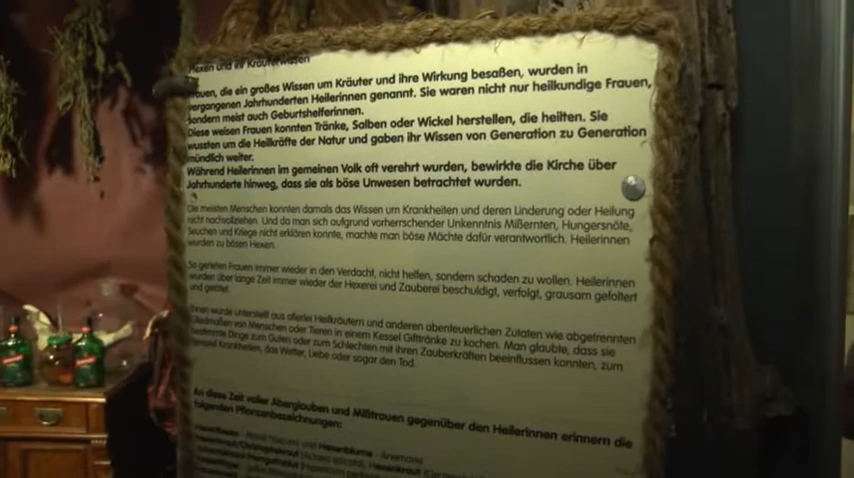 Hexen und ihr Kräuterwissen
Frauen, die ein großes Wissen um Kräuter und ihre Wirkung besaßen, wurden in
vergangenen Jahrhunderten Heilerinnen genannt. Sie waren nicht nur heilkundige Frauen,
sondern meist auch Geburtshelferinnen.
Diese weisen Frauen konnten Tränke, Salben oder Wickel herstellen, die heilten. Sie
wussten um die Heilkräfte der Natur und gaben ihr Wissen von Generation zu Generation
mündlich weiter.
Während Heilerinnen im gemeinen Volk oft verehrt wurden, bewirkte die Kirche über
Jahrhunderte hinweg, dass sie als böse Unwesen betrachtet wurden.
Die meisten Menschen konnten damals das Wissen um Krankheiten und deren Linderung oder Heilung
nicht nachvollziehen. Und da man sich aufgrund vorherrschender Unkenntnis Mißernten, Hungersnöte,
Seuchen und Kriege nicht erklären konnte, machte man böse Mächte dafür verantwortlich. Heilerinnen
wurden zu bösen Hexen.
So gerieten Frauen immer wieder in den Verdacht, nicht helfen, sondern schaden zu wollen. Heilerinnen
wurden über lange Zeit immer wieder der Hexerei und Zauberei beschuldigt, verfolgt, grausam gefoltert
und getötet.
Ihnen wurde unterstellt aus allerlei Heilkräutern und anderen abenteuerlichen Zutaten wie abgetrennten
Gliedmaßen von Menschen oder Tieren in einem Kessel Gifttränke zu kochen. Man glaubte, dass sie
bestimmte Dinge zum Guten oder zum Schlechten mit ihren Zauberkräften beeinflussen konnten, zum
Beispiel Krankheiten, das Wetter, Liebe oder sogar den Tod.
An diese Zeit voller Aberglauben und Mißtrauen gegenüber den Heilerinnen erinnern die
folgenden Pflanzenbezeichnungen:
und Hexenblume - Anemone
Hexenkraut